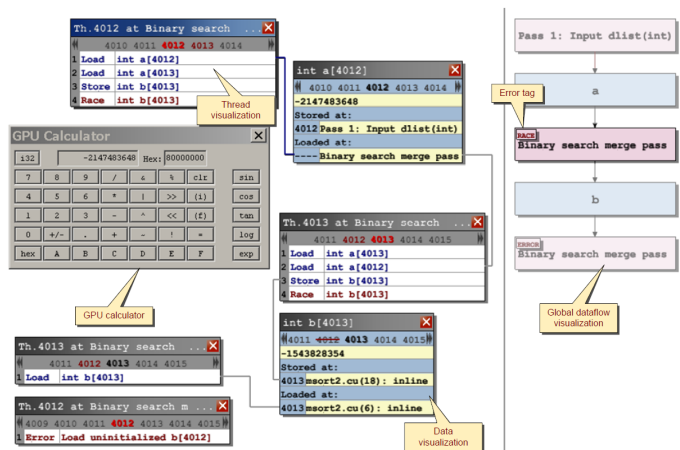 Th.4012 at Binary search ...
4010 4011 4012 4013 4014
1 Load int a[4012]
2 Load int a[4013]
3 Store int b[4012]
4 Race int b[4013]
Thread
visualization
int a[4012]
4010 4011 4012 4013 4014
-2147483648
Stored at:
4012 Pass 1: Input dlist(int)
Loaded at:
---- Binary search merge pass
GPU Calculator
i32 -2147483648 Hex: 80000000
7 8 9 / & % clr sin
4 5 6 * | >> (i) cos
1 2 3 - ^ << (f) tan
0 +/- . + ~ ! = log
hex A B C D E F exp
GPU calculator
Th.4013 at Binary search ...
4011 4012 4013 4014 4015
1 Load int a[4013]
2 Load int a[4012]
3 Store int b[4013]
4 Race int b[4013]
int b[4013]
4011 4012 4013 4014 4015
-1543828354
Stored at:
4013 msort2.cu(18): inline
Loaded at:
4013 msort2.cu(6): inline
Data
visualization
Th.4013 at Binary search ...
4011 4012 4013 4014 4015
1 Load int b[4013]
Th.4012 at Binary search m ...
4009 4010 4011 4012 4013 4014 4015
1 Error Load uninitialized b[4012]
Pass 1: Input dlist(int)
a
Error tag
RACE
Binary search merge pass
b
ERROR
Binary search merge pass
Global dataflow
visualization